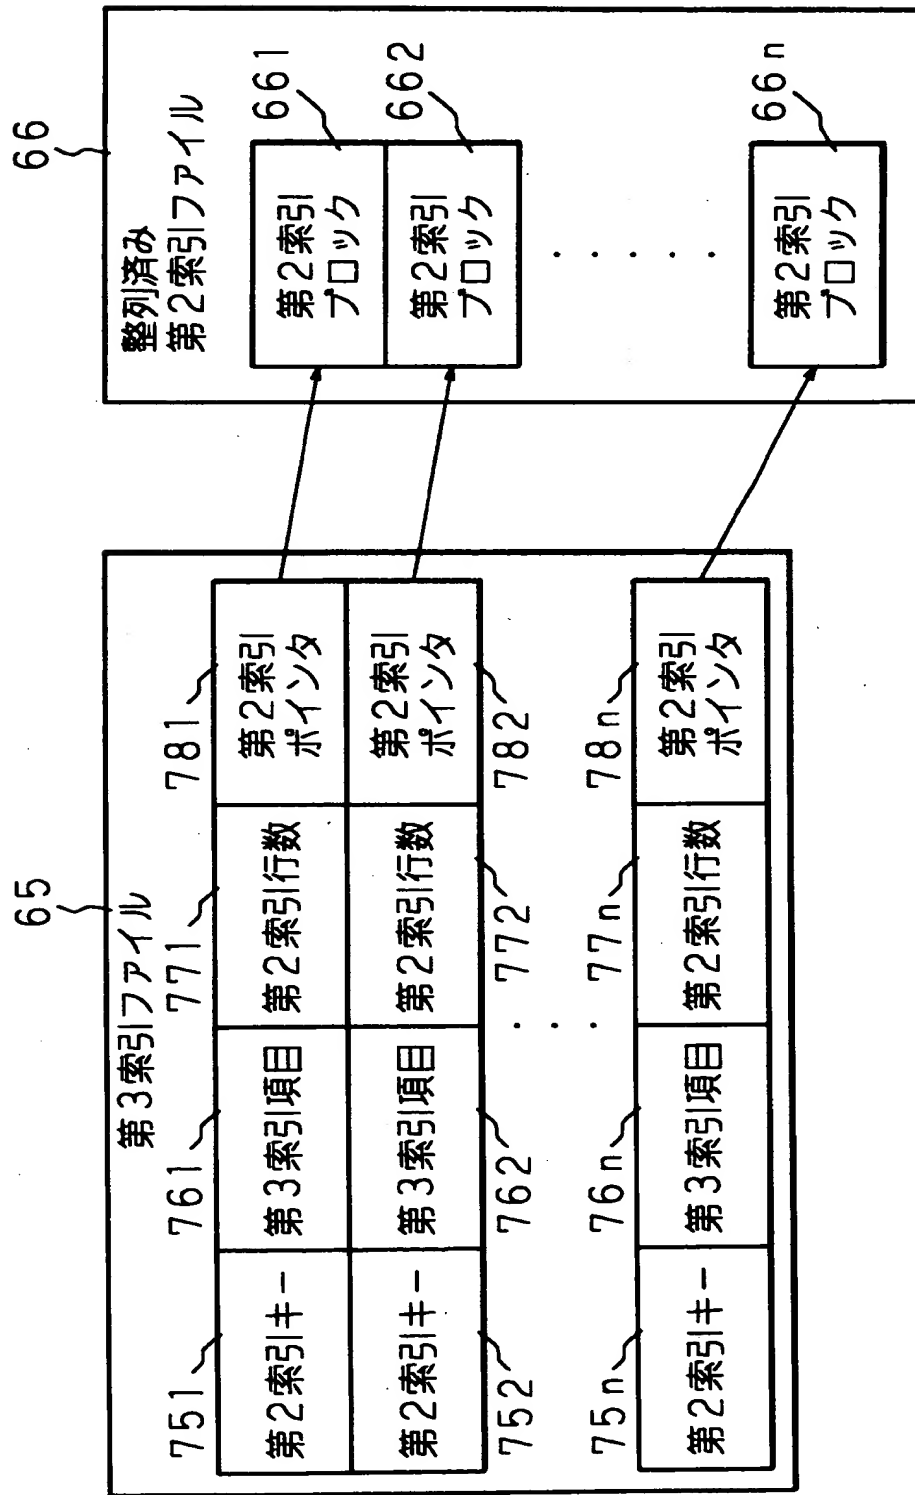 65
第3索引ファイル
751
761
771
781
第2索引キー
第3索引項目
第2索引行数
第2索引
ポインタ
第2索引キー
第3索引項目
第2索引行数
第2索引
ポインタ
752
762
772
782
75n
76n
77n
78n
第2索引キー
第3索引項目
第2索引行数
第2索引
ポインタ
66
整列済み
第2索引ファイル
第2索引
ブロック
661
第2索引
ブロック
662
第2索引
ブロック
66n